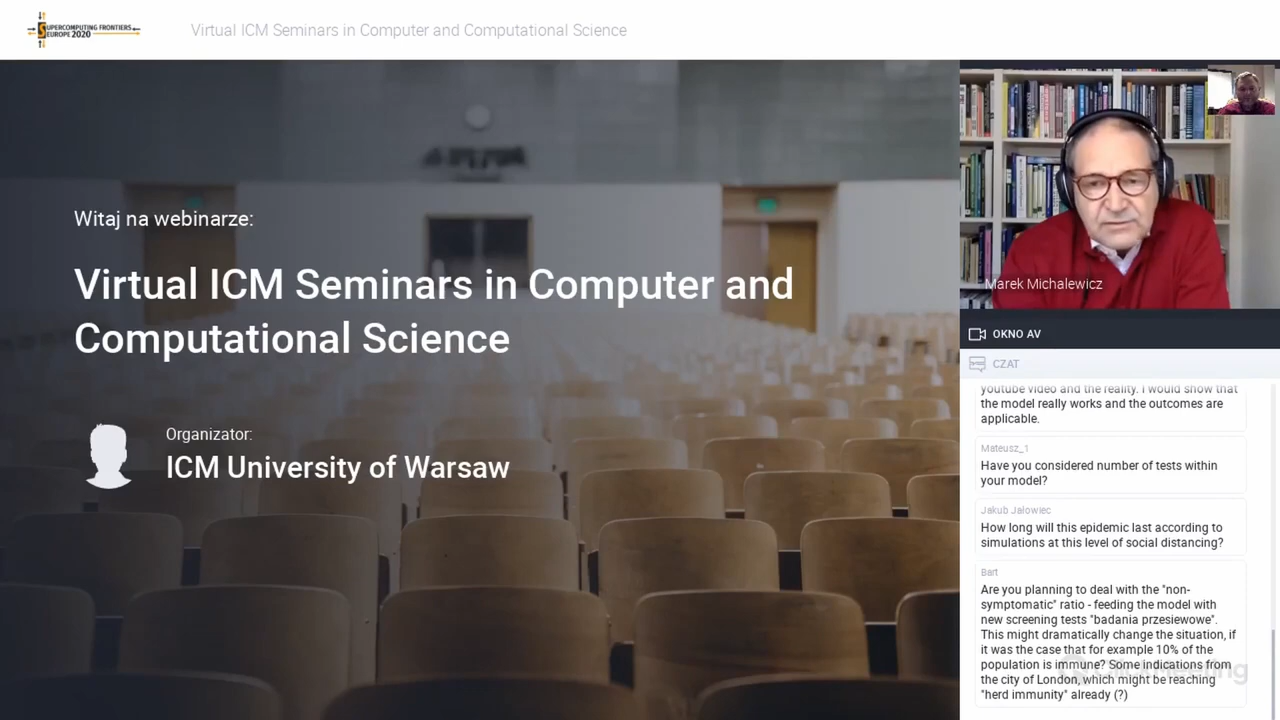 SUPERCOMPUTING FRONTIERS
EUROPE 2020
Virtual ICM Seminars in Computer and Computational Science
Witaj na webinarze:
Virtual ICM Seminars in Computer and
Computational Science
Organizator:
ICM University of Warsaw
Marek Michalewicz
OKNO AV
CZAT
youtube video and the reality. I would show that
the model really works and the outcomes are
applicable.
Mateusz_1
Have you considered number of tests within
your model?
Jakub Jalowiec
How long will this epidemic last according to
simulations at this level of social distancing?
Bart
Are you planning to deal with the "non-
symptomatic" ratio - feeding the model with
new screening tests "badania przesiewowe".
This might dramatically change the situation, if
it was the case that for example 10% of the
population is immune? Some indications from
the city of London, which might be reaching
"herd immunity" already (?)